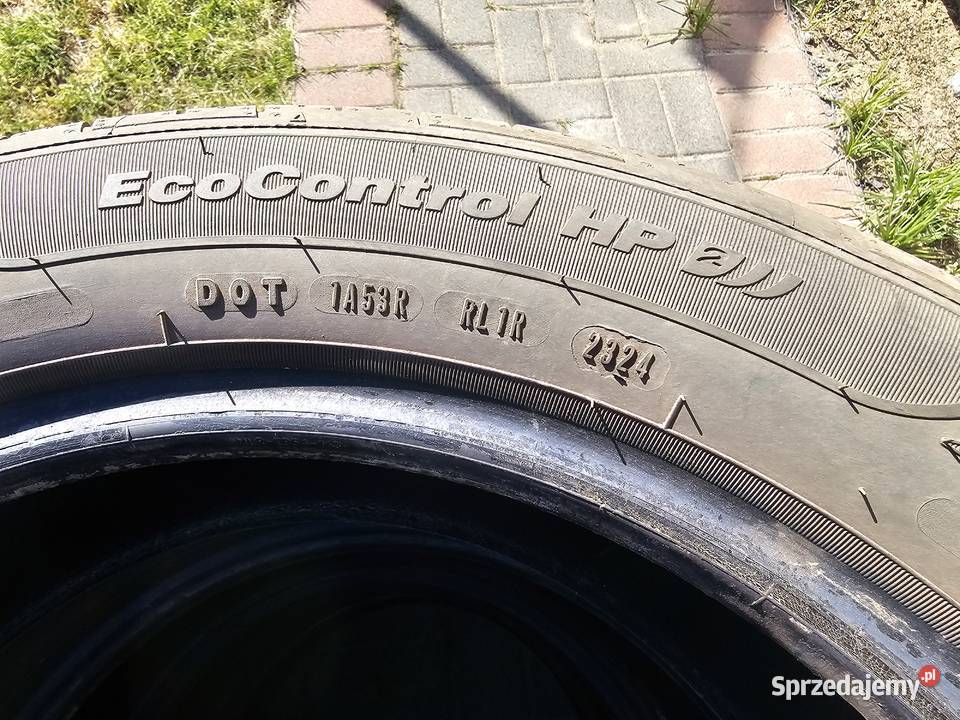 EcoControl HP 2
DOT 1A53R RL1R 2324
Sprzedajemy.pl